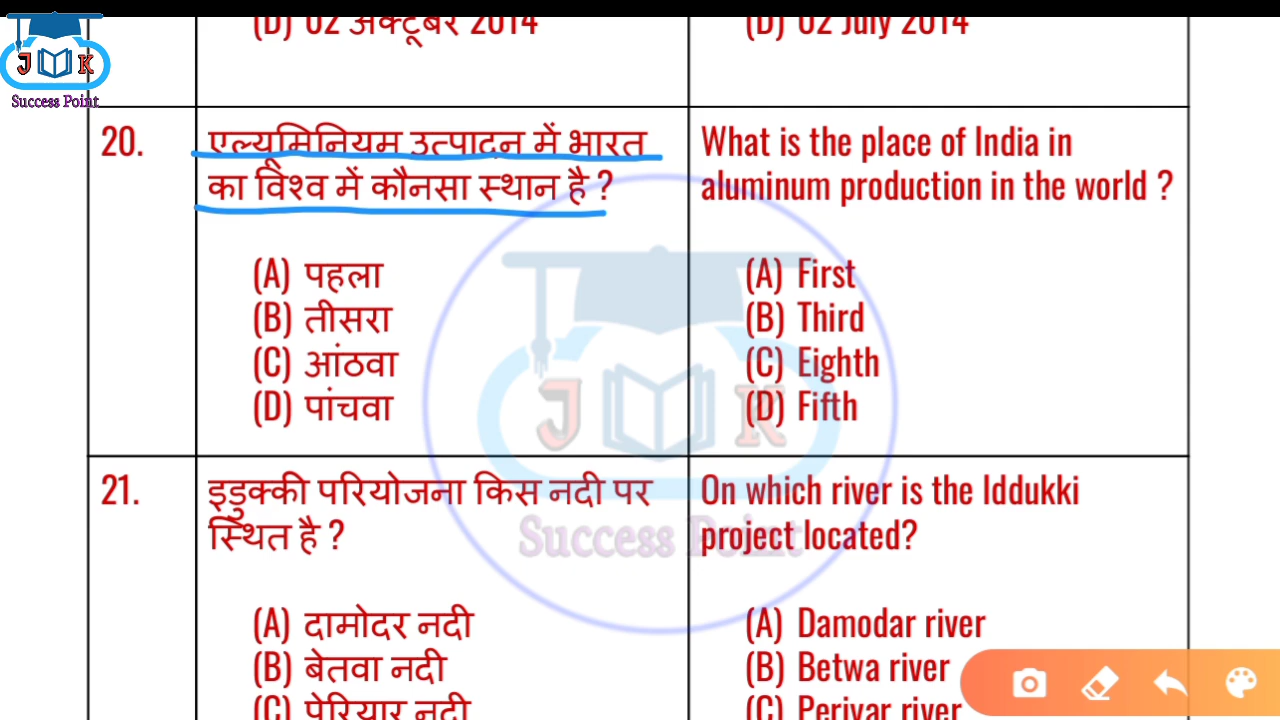 (D) 02 अक्टूबर 2014
(D) 02 July 2014
J K
Success Point
20.
एल्यूमिनियम उत्पादन में भारत
का विश्व में कौनसा स्थान है ?
(A) पहला
(B) तीसरा
(C) आंठवा
(D) पांचवा
What is the place of India in
aluminum production in the world ?
(A) First
(B) Third
(C) Eighth
(D) Fifth
J K
Success Point
21.
इडुक्की परियोजना किस नदी पर
स्थित है ?
(A) दामोदर नदी
(B) बेतवा नदी
(C) पेरियार नदी
On which river is the Iddukki
project located?
(A) Damodar river
(B) Betwa river
(C) Periyar river